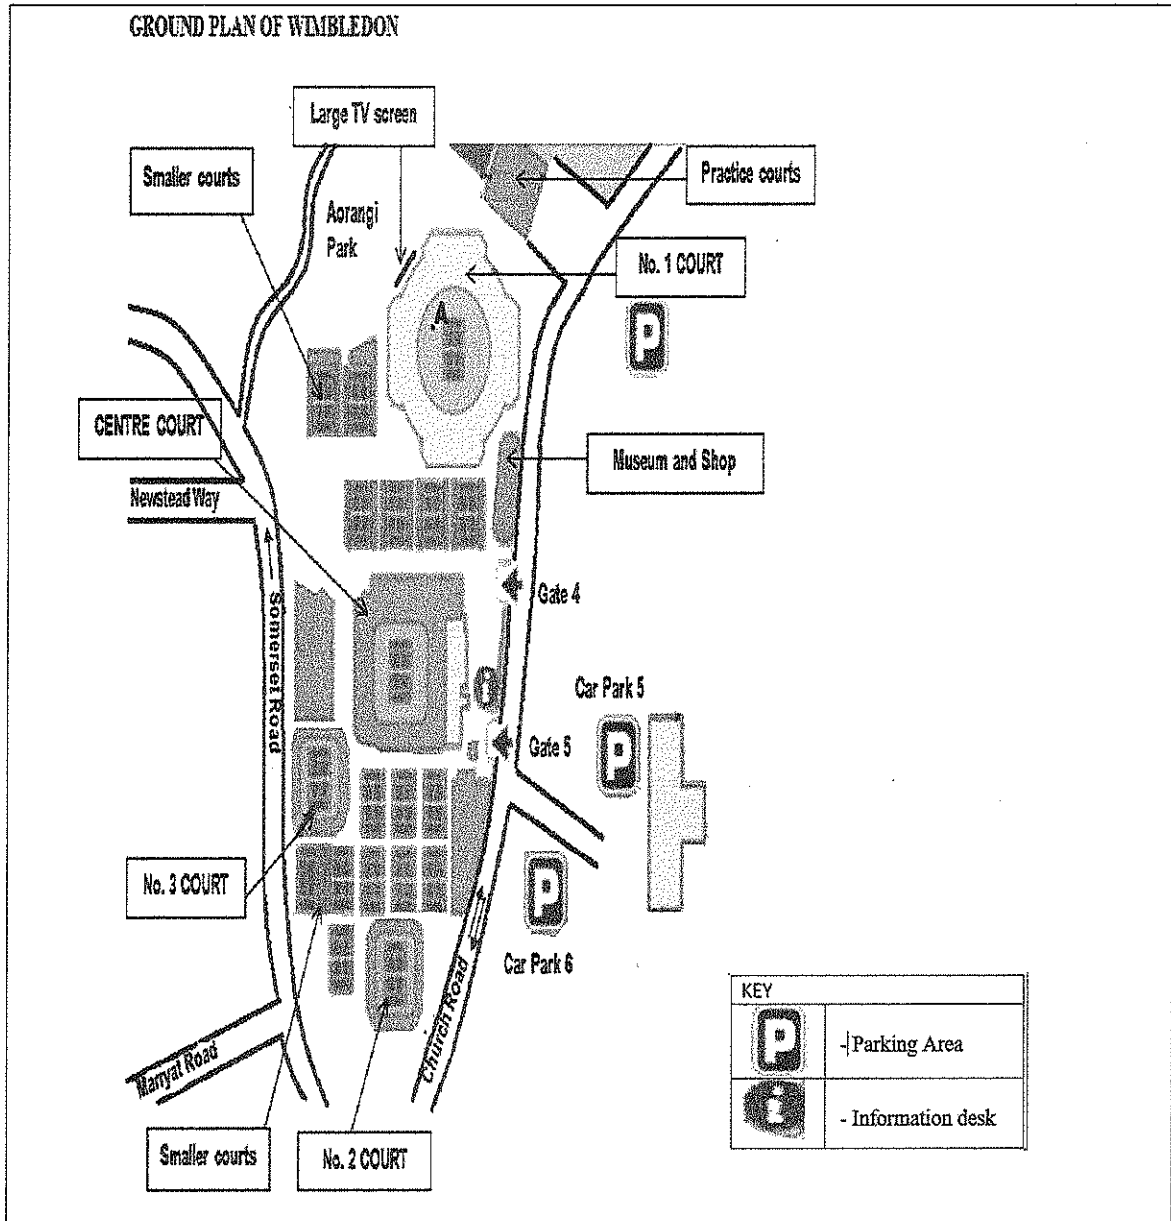 GROUND PLAN OF WIMBLEDON
Large TV screen
Smaller courts
Practice courts
Aorangi
Park
No. 1 COURT
.A
P
CENTRE COURT
Museum and Shop
Newstead Way
Gate 4
Somerset Road
i
Car Park 5
Gate 5
P
No. 3 COURT
P
Car Park 6
Church Road
KEY
P
- Parking Area
i
- Information desk
Marryat Road
Smaller courts
No. 2 COURT